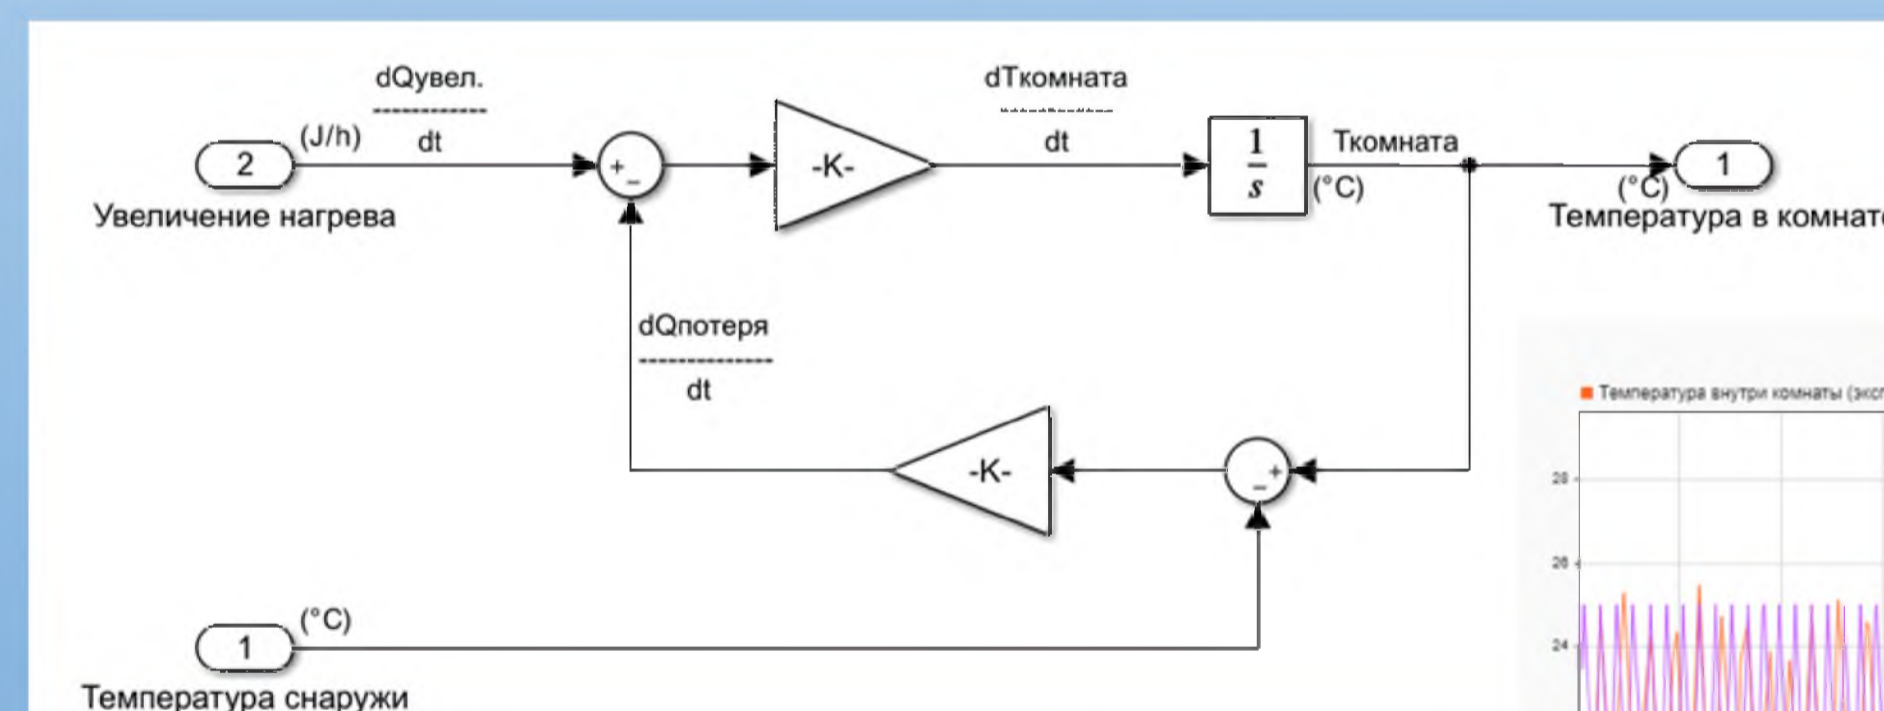 dQувел.
------------
dt
(J/h)
2
Увеличение нагрева
+
−
-K-
dTкомната
dt
1
s
Tкомната
(°C)
(°C)
1
Температура в
dQпотеря
--------------
dt
-K-
+
−
(°C)
1
Температура снаружи
Температура внутри комнаты
28
26
24